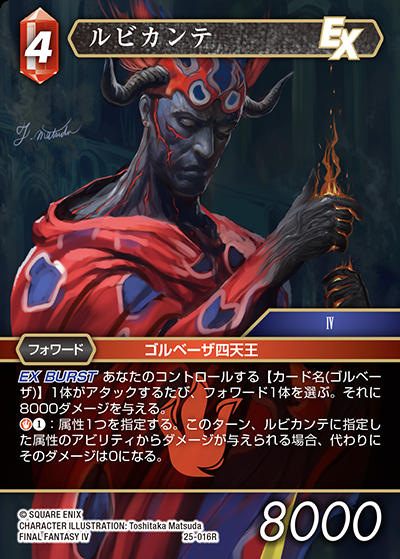 4
ルビカンテ
EX
T. Matsuda
IV
フォワード
ゴルベーザ四天王
EX BURST あなたのコントロールする【カード名(ゴルベー
ザ)】1体がアタックするたび、フォワード1体を選ぶ。それに
8000ダメージを与える。
1：属性1つを指定する。このターン、ルビカンテに指定し
た属性のアビリティからダメージが与えられる場合、代わりに
そのダメージは0になる。
© SQUARE ENIX
CHARACTER ILLUSTRATION: Toshitaka Matsuda
FINAL FANTASY IV
25-016R
8000